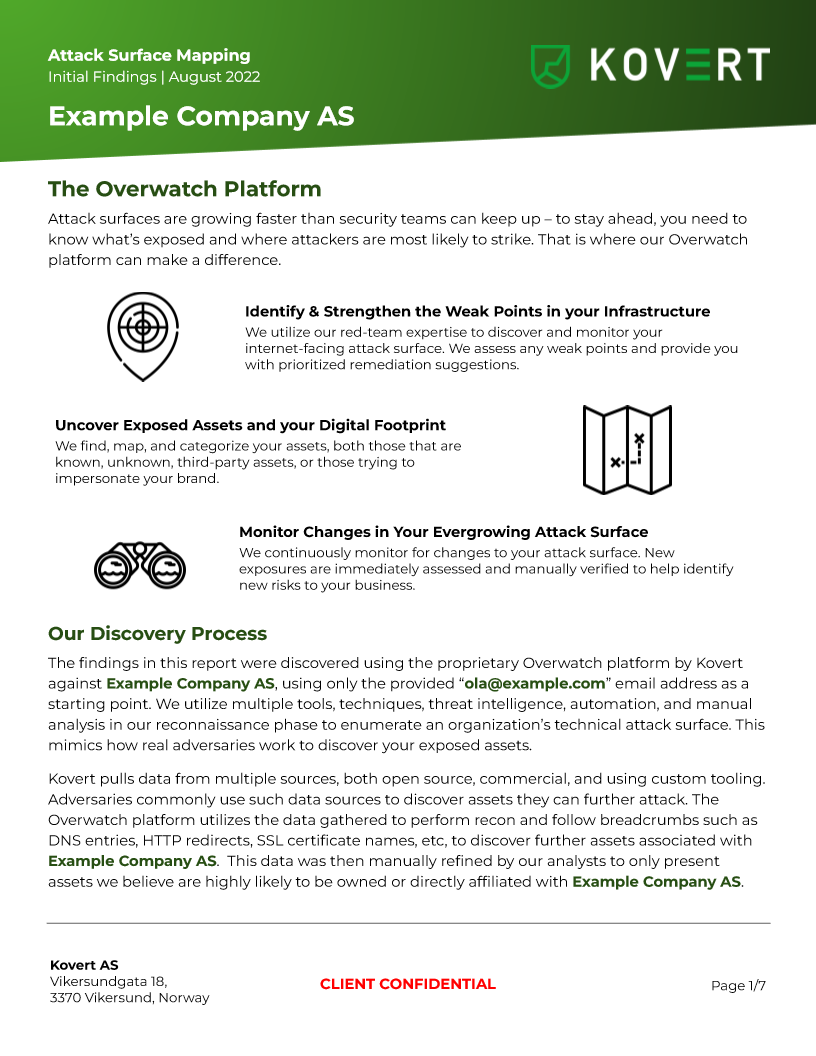 Attack Surface Mapping
Initial Findings | August 2022
KOVERT
Example Company AS
The Overwatch Platform
Attack surfaces are growing faster than security teams can keep up – to stay ahead, you need to
know what’s exposed and where attackers are most likely to strike. That is where our Overwatch
platform can make a difference.
Identify & Strengthen the Weak Points in your Infrastructure
We utilize our red-team expertise to discover and monitor your
internet-facing attack surface. We assess any weak points and provide you
with prioritized remediation suggestions.
Uncover Exposed Assets and your Digital Footprint
We find, map, and categorize your assets, both those that are
known, unknown, third-party assets, or those trying to
impersonate your brand.
Monitor Changes in Your Evergrowing Attack Surface
We continuously monitor for changes to your attack surface. New
exposures are immediately assessed and manually verified to help identify
new risks to your business.
Our Discovery Process
The findings in this report were discovered using the proprietary Overwatch platform by Kovert
against Example Company AS, using only the provided “ola@example.com” email address as a
starting point. We utilize multiple tools, techniques, threat intelligence, automation, and manual
analysis in our reconnaissance phase to enumerate an organization’s technical attack surface. This
mimics how real adversaries work to discover your exposed assets.
Kovert pulls data from multiple sources, both open source, commercial, and using custom tooling.
Adversaries commonly use such data sources to discover assets they can further attack. The
Overwatch platform utilizes the data gathered to perform recon and follow breadcrumbs such as
DNS entries, HTTP redirects, SSL certificate names, etc, to discover further assets associated with
Example Company AS. This data was then manually refined by our analysts to only present
assets we believe are highly likely to be owned or directly affiliated with Example Company AS.
Kovert AS
Vikersundgata 18,
3370 Vikersund, Norway
CLIENT CONFIDENTIAL
Page 1/7